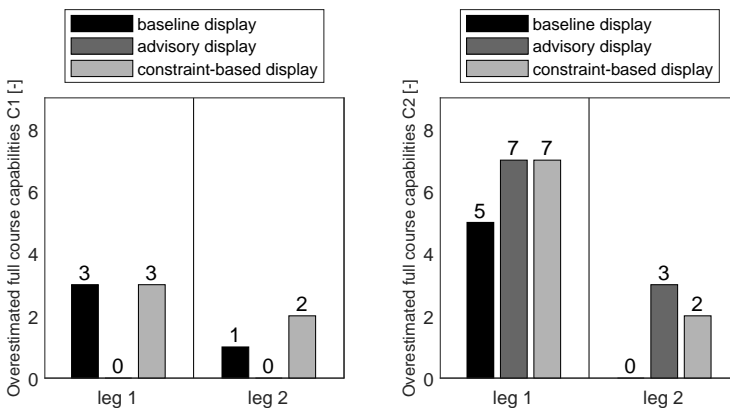 baseline display
advisory display
constraint-based display
Overestimated full course capabilities C1 [-]
8
6
4
2
0
3
0
3
1
0
2
leg 1
leg 2
baseline display
advisory display
constraint-based display
Overestimated full course capabilities C2 [-]
8
6
4
2
0
5
7
7
0
3
2
leg 1
leg 2